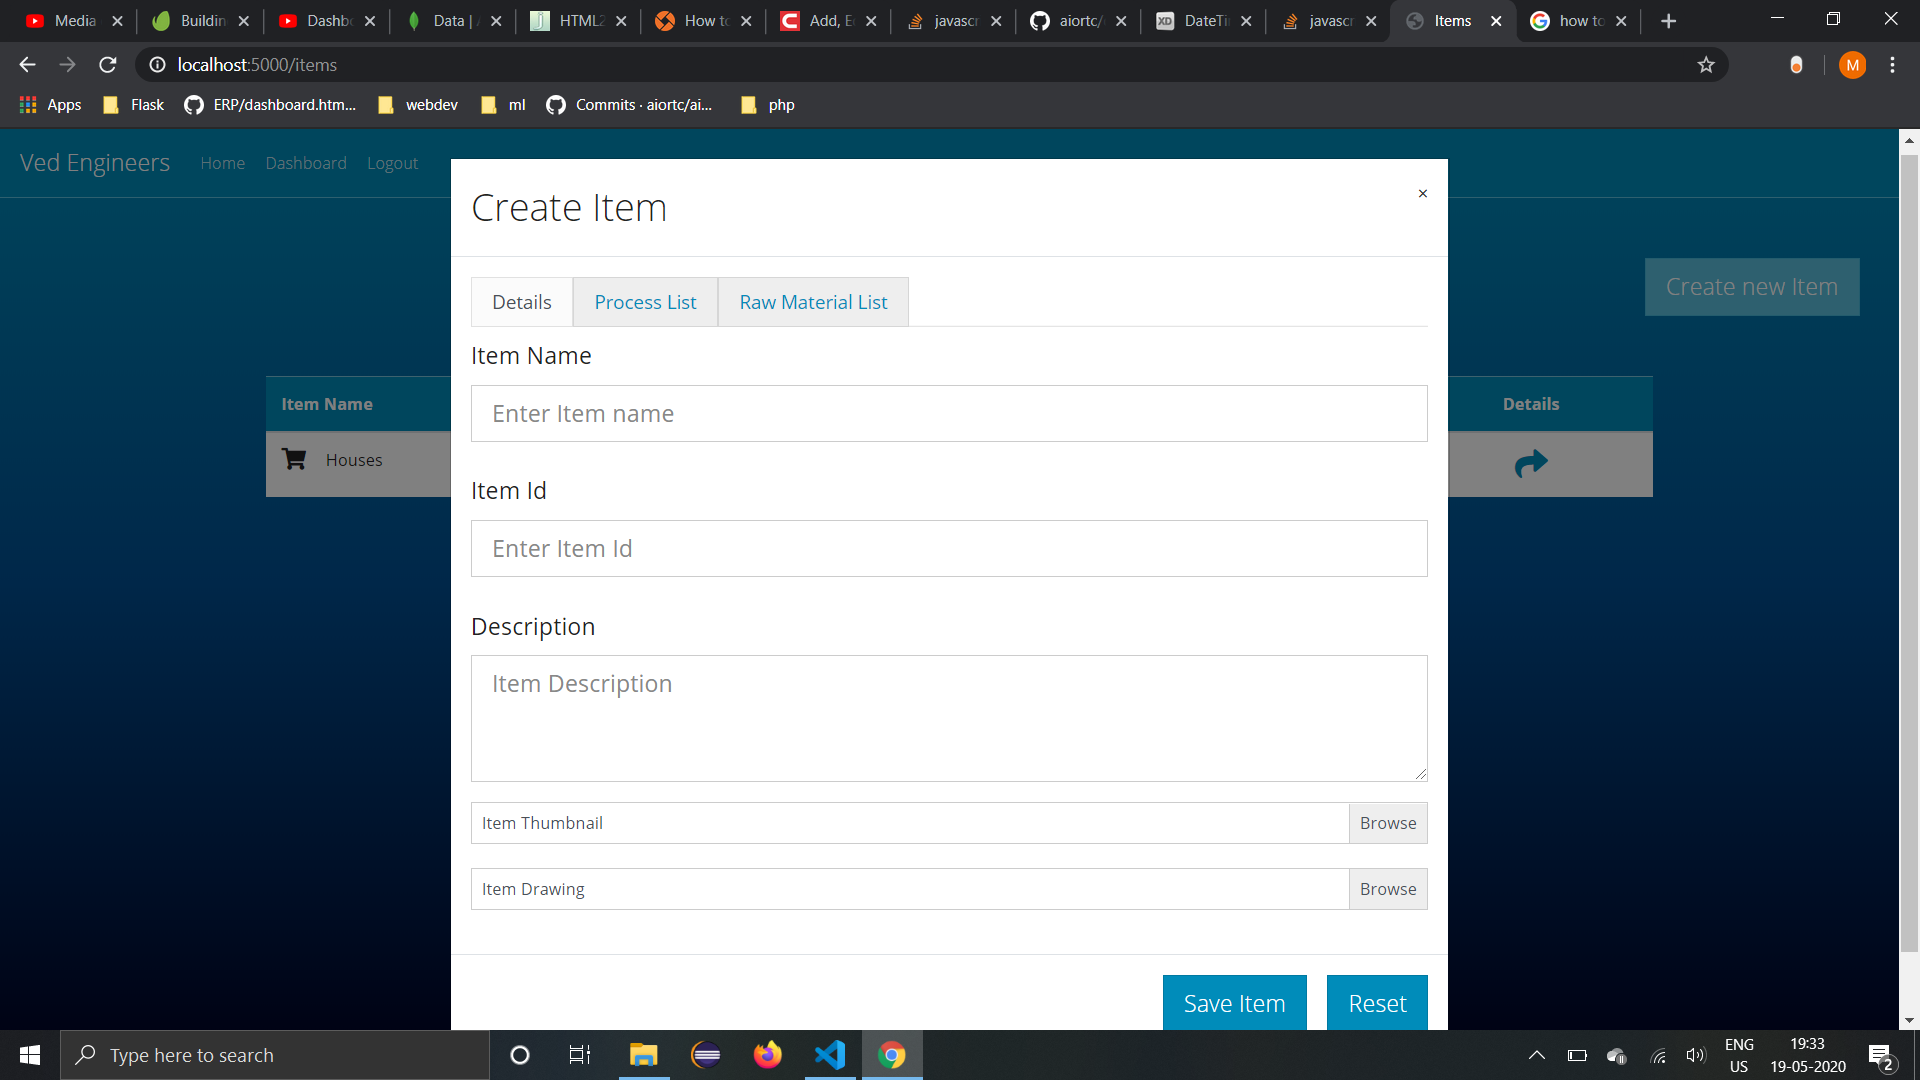 Media
Buildin
Dashb
Data |
HTML2
How to
Add, E
javascr
aiortc/
DateTi
javascr
Items
how to
localhost:5000/items
M
Apps
Flask
ERP/dashboard.htm...
webdev
ml
Commits · aiortc/ai...
php
Ved Engineers
Home
Dashboard
Logout
Create Item
×
Create new Item
Details
Process List
Raw Material List
Item Name
Enter Item name
Item Name
Details
Houses
Item Id
Enter Item Id
Description
Item Description
Item Thumbnail
Browse
Item Drawing
Browse
Save Item
Reset
Type here to search
ENG
US
19:33
19-05-2020
2